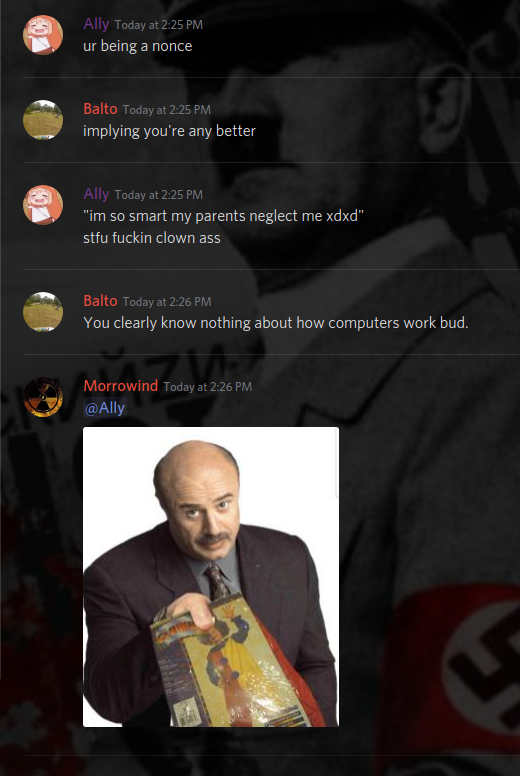 Ally Today at 2:25 PM
ur being a nonce
Balto Today at 2:25 PM
implying you're any better
Ally Today at 2:25 PM
"im so smart my parents neglect me xdxd"
stfu fuckin clown ass
Balto Today at 2:26 PM
You clearly know nothing about how computers work bud.
Morrowind Today at 2:26 PM
@Ally